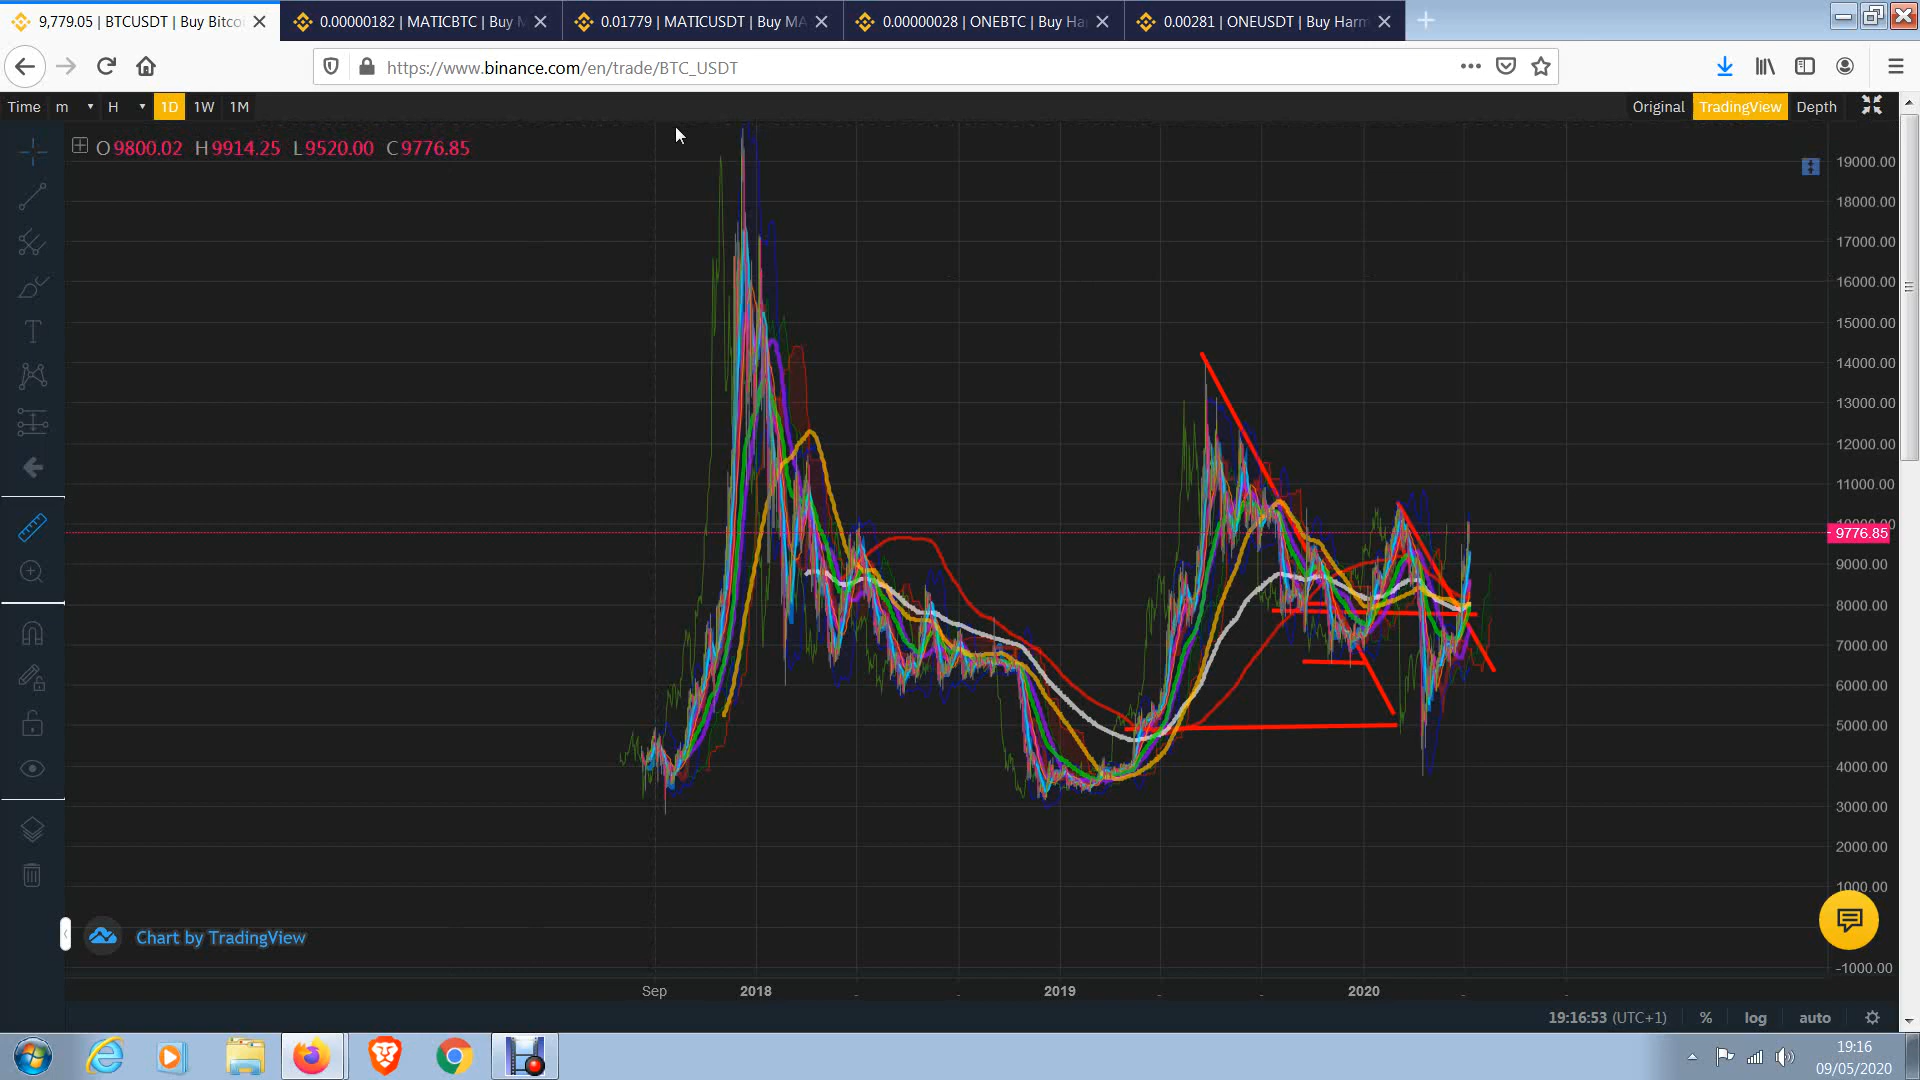 9,779.05 | BTCUSDT | Buy Bitco
0.00000182 | MATICBTC | Buy M
0.01779 | MATICUSDT | Buy MA
0.00000028 | ONEBTC | Buy Ha
0.00281 | ONEUSDT | Buy Harm
https://www.binance.com/en/trade/BTC_USDT
Time m H 1D 1W 1M
Original TradingView Depth
O9800.02 H9914.25 L9520.00 C9776.85
19000.00
18000.00
17000.00
16000.00
15000.00
14000.00
13000.00
12000.00
11000.00
10000.00
9776.85
9000.00
8000.00
7000.00
6000.00
5000.00
4000.00
3000.00
2000.00
1000.00
-1000.00
Chart by TradingView
Sep 2018 2019 2020
19:16:53 (UTC+1) % log auto
19:16
09/05/2020